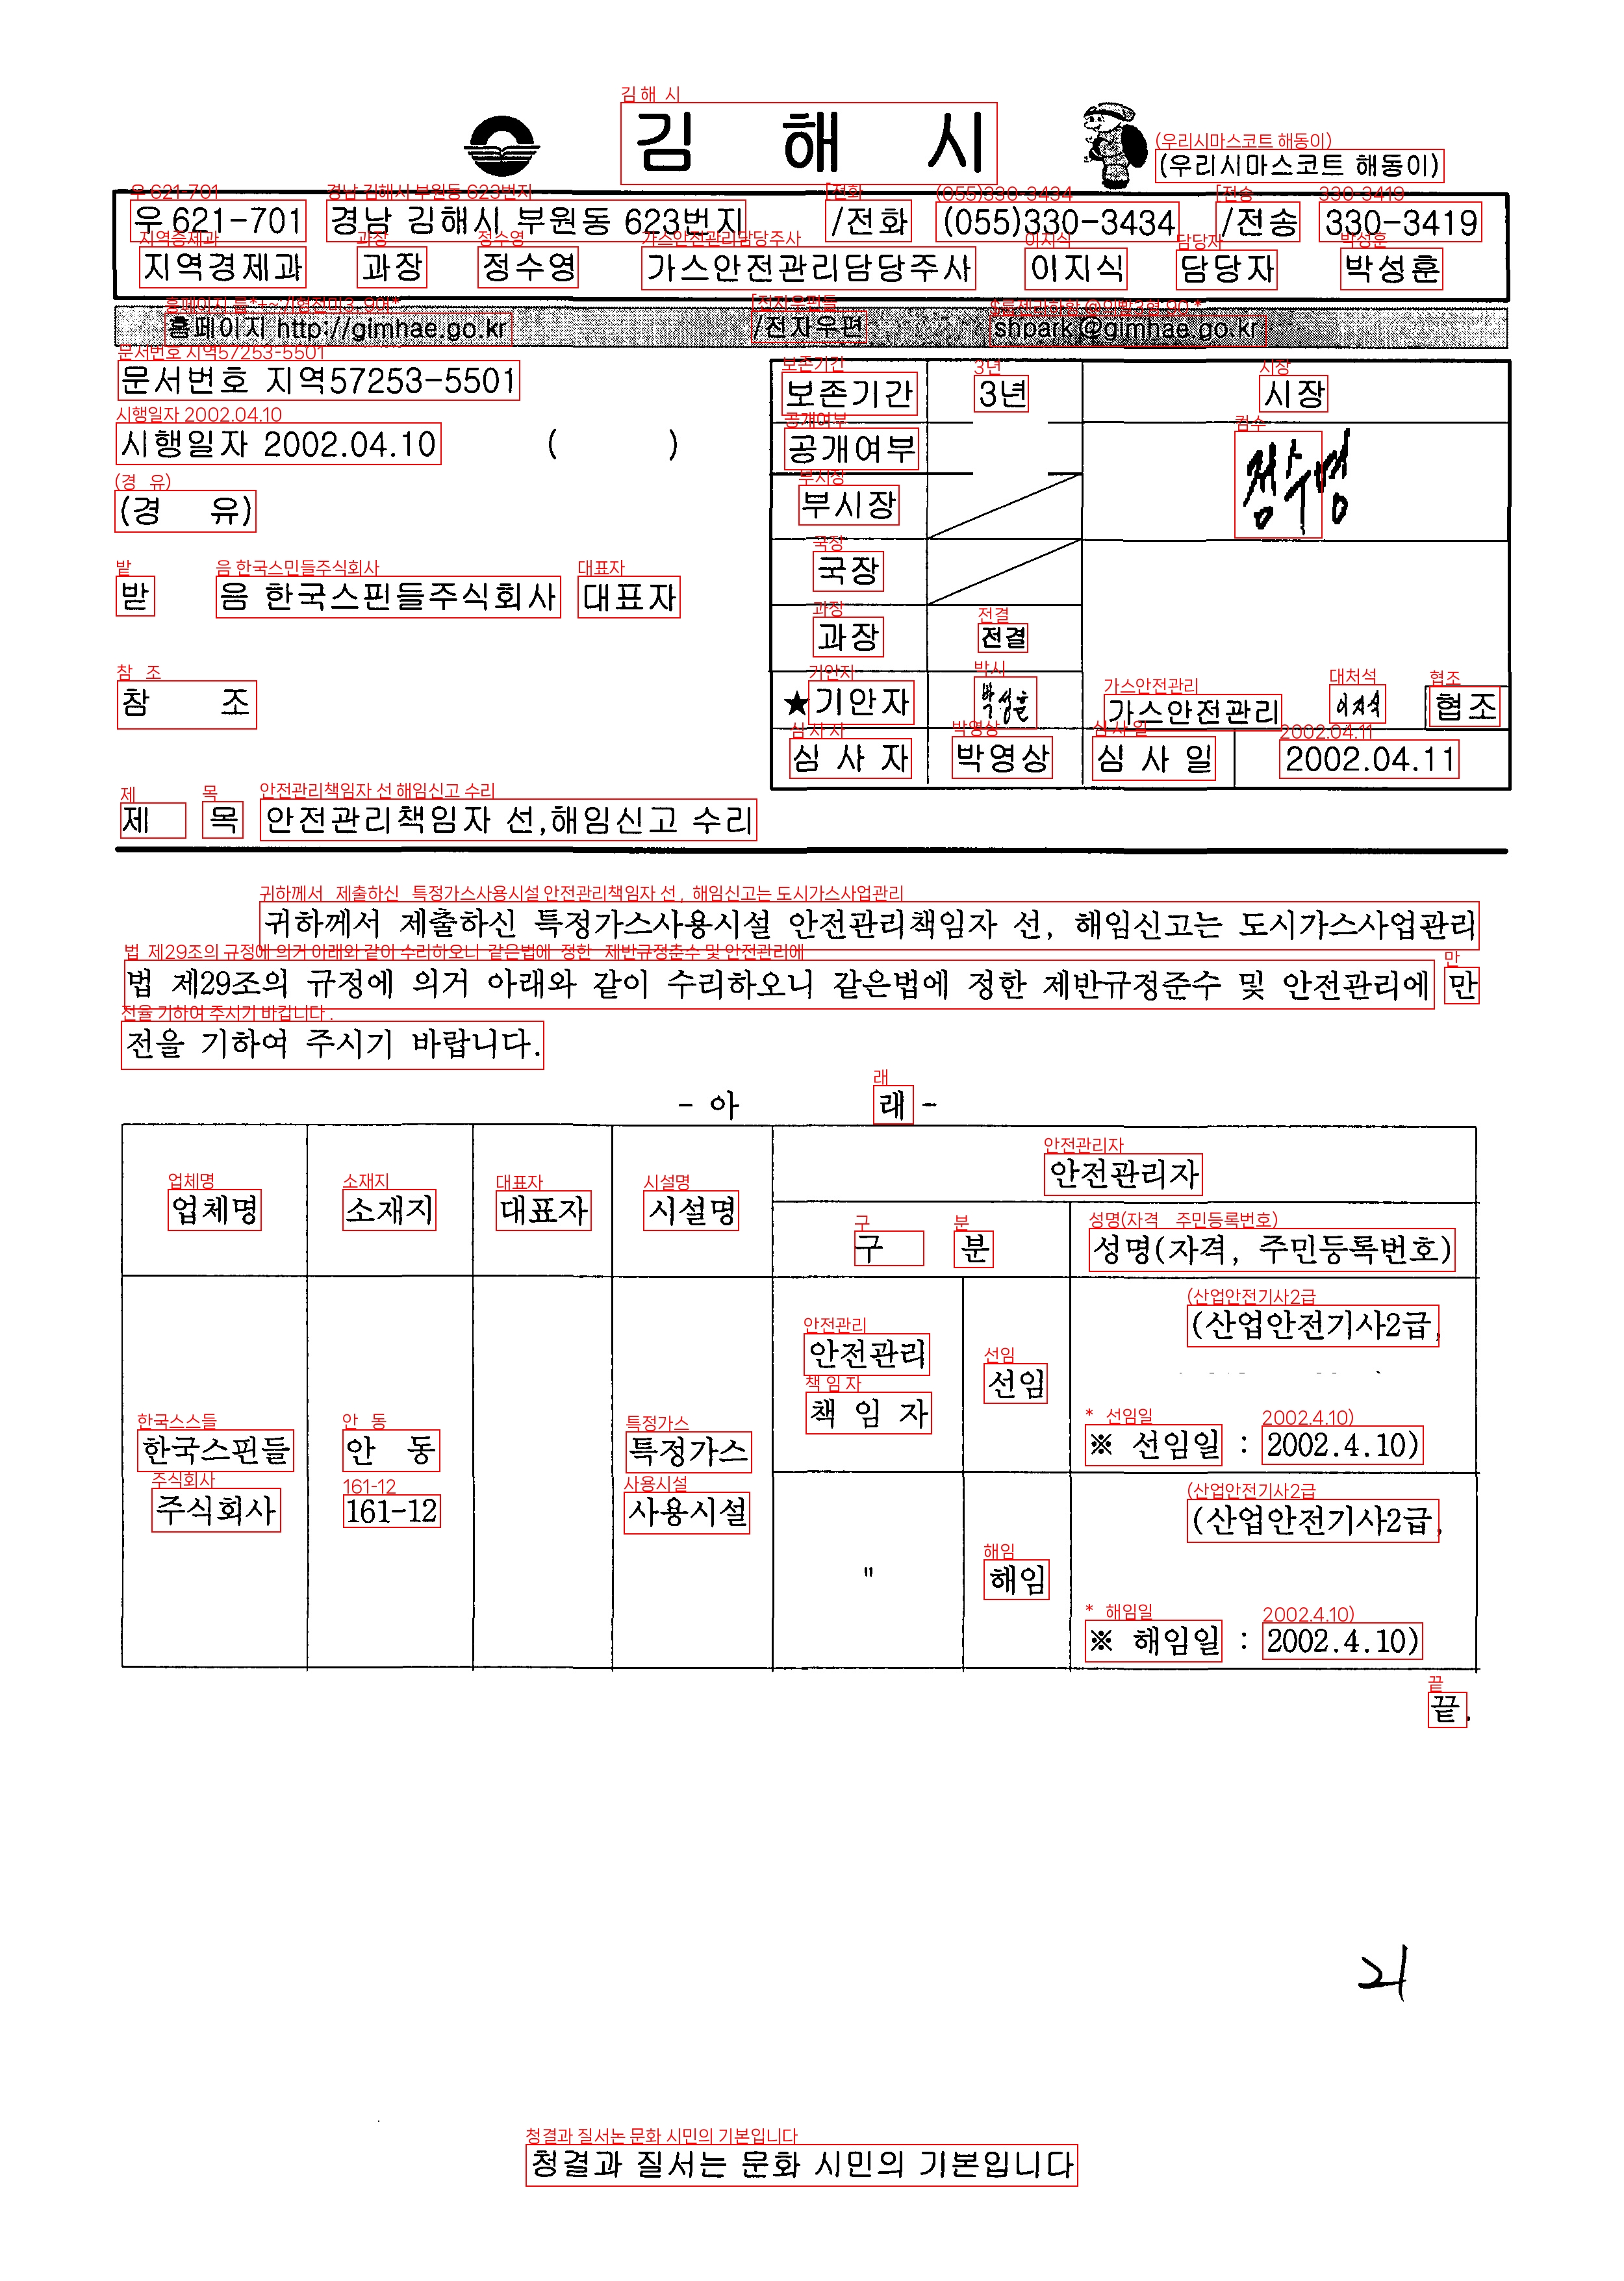 김 해 시
(우리시마스코트 해동이)
우 621-701 경남 김해시 부원동 623번지 /전화 (055)330-3434 /전송 330-3419
지역경제과 과장 정수영 가스안전관리담당주사 이지식 담당자 박성훈
홈페이지 http://gimhae.go.kr /전자우편 shpark@gimhae.go.kr
문서번호 지역57253-5501
시행일자 2002.04.10 ( )
(경 유)
받 음 한국스핀들주식회사 대표자
참 조
보존기간 3년 시장
공개여부 정수영
부시장
국장
과장 전결
★기안자 박성훈 가스안전관리 이지식 협조
심 사 자 박영상 심 사 일 2002.04.11
제 목 안전관리책임자 선,해임신고 수리
귀하께서 제출하신 특정가스사용시설 안전관리책임자 선, 해임신고는 도시가스사업관리
법 제29조의 규정에 의거 아래와 같이 수리하오니 같은법에 정한 제반규정준수 및 안전관리에 만
전을 기하여 주시기 바랍니다.
- 아 래 -
업체명 소재지 대표자 시설명 안전관리자
구 분 성명(자격, 주민등록번호)
한국스핀들 주식회사
안 동 161-12
특정가스 사용시설
안전관리 책 임 자
선임
(산업안전기사2급,
※ 선임일 : 2002.4.10)
" 해임
(산업안전기사2급,
※ 해임일 : 2002.4.10)
끝.
21
청결과 질서는 문화 시민의 기본입니다